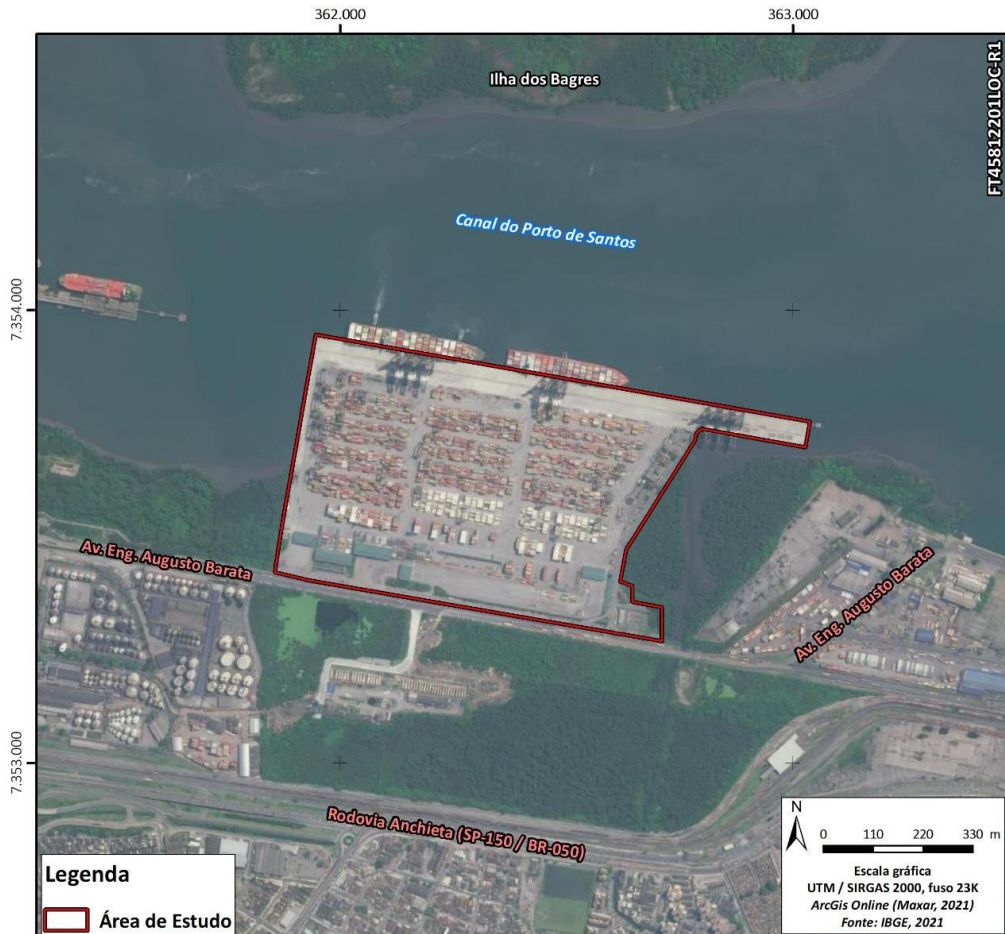 362.000
363.000
FT45812201LOC-R1
Ilha dos Bagres
Canal do Porto de Santos
7.354.000
Av. Eng. Augusto Barata
Av. Eng. Augusto Barata
7.353.000
Rodovia Anchieta (SP-150 / BR-050)
Legenda
Área de Estudo
N
0 110 220 330 m
Escala gráfica
UTM / SIRGAS 2000, fuso 23K
ArcGis Online (Maxar, 2021)
Fonte: IBGE, 2021